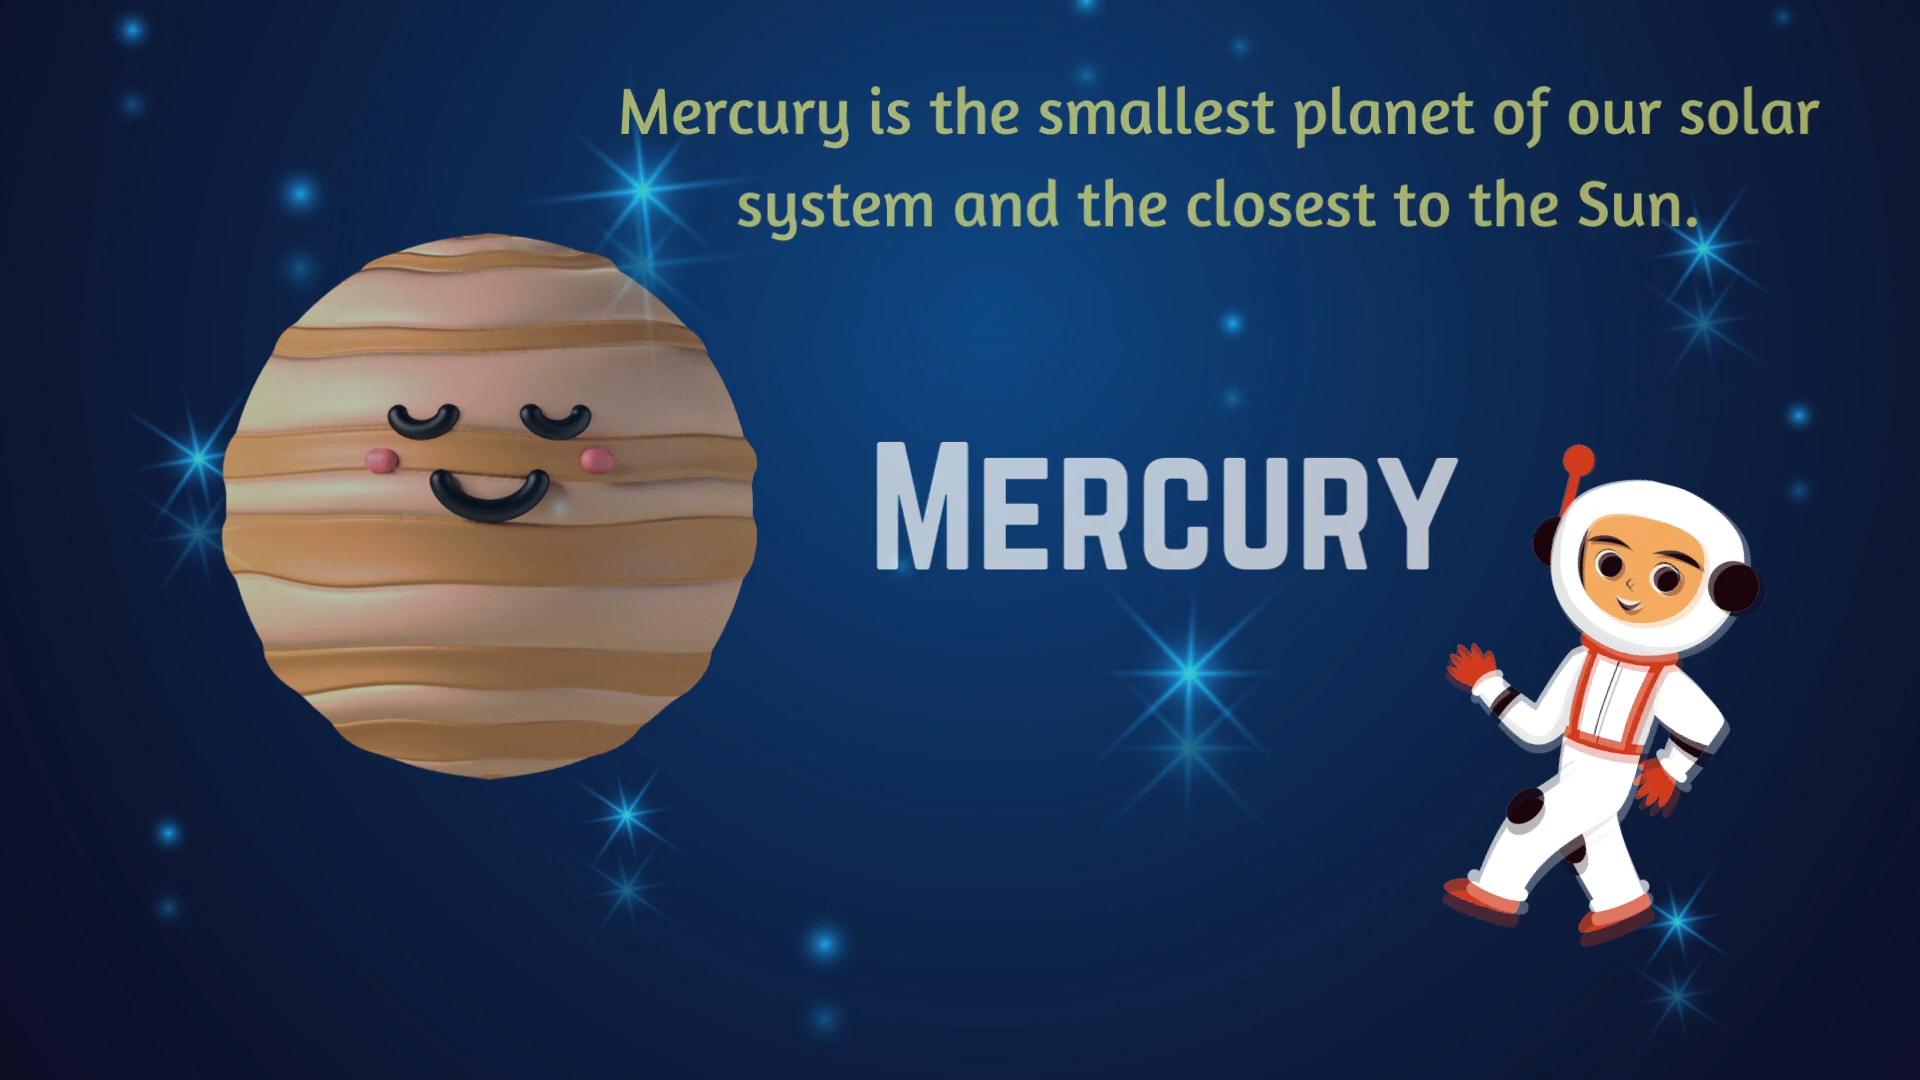 Mercury is the smallest planet of our solar
system and the closest to the Sun.
MERCURY